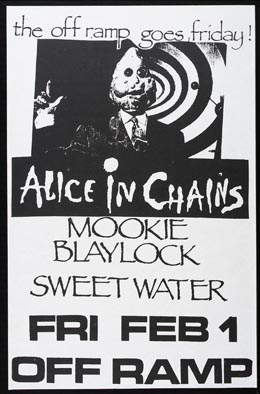 the off ramp goes friday!
ALICE IN CHAINS
MOOKIE
BLAYLOCK
SWEET WATER
FRI FEB 1
OFF RAMP